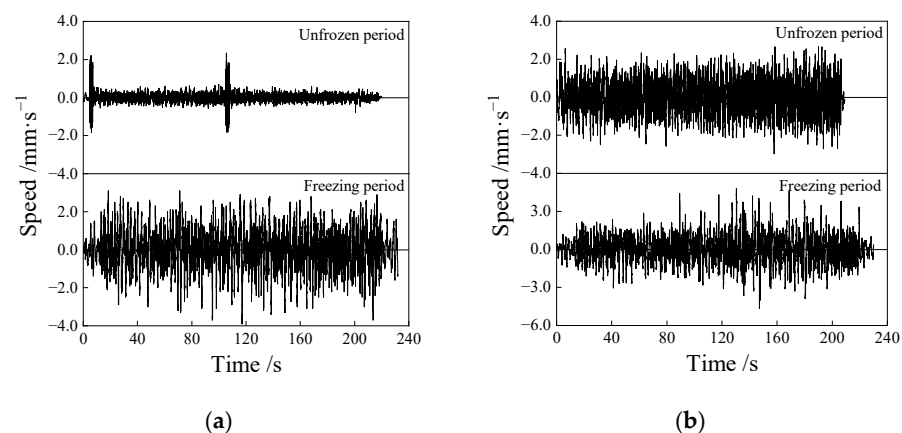 4.0
Unfrozen period
2.0
0.0
−2.0
4.0
Freezing period
2.0
0.0
−2.0
−4.0
0 40 80 120 160 200 240
Speed /mm·s−1
Time /s
(a)
4.0
Unfrozen period
2.0
0.0
−2.0
4.0
Freezing period
3.0
0.0
−3.0
−6.0
0 40 80 120 160 200 240
Speed /mm·s−1
Time /s
(b)